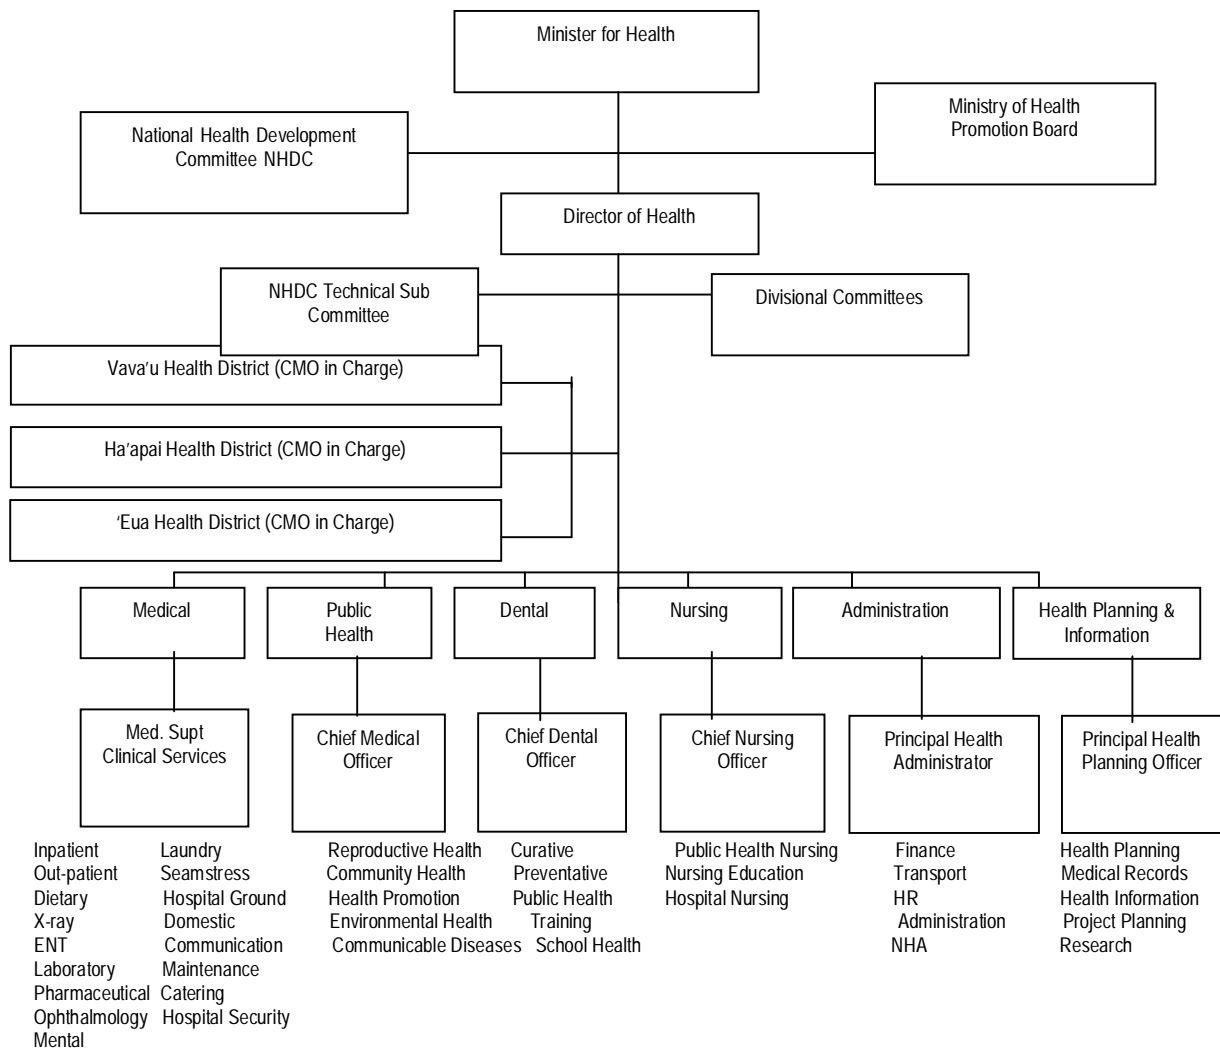 Minister for Health
Ministry of Health
Promotion Board
National Health Development
Committee NHDC
Director of Health
NHDC Technical Sub
Committee
Divisional Committees
Vava'u Health District (CMO in Charge)
Ha'apai Health District (CMO in Charge)
'Eua Health District (CMO in Charge)
Medical
Public
Health
Dental
Nursing
Administration
Health Planning &
Information
Med. Supt
Clinical Services
Chief Medical
Officer
Chief Dental
Officer
Chief Nursing
Officer
Principal Health
Administrator
Principal Health
Planning Officer
Inpatient
Out-patient
Dietary
X-ray
ENT
Laboratory
Pharmaceutical
Ophthalmology
Mental
Laundry
Seamstress
Hospital Ground
Domestic
Communication
Maintenance
Catering
Hospital Security
Reproductive Health
Community Health
Health Promotion
Environmental Health
Communicable Diseases
Curative
Preventative
Public Health
Training
School Health
Public Health Nursing
Nursing Education
Hospital Nursing
Finance
Transport
HR
Administration
NHA
Health Planning
Medical Records
Health Information
Project Planning
Research